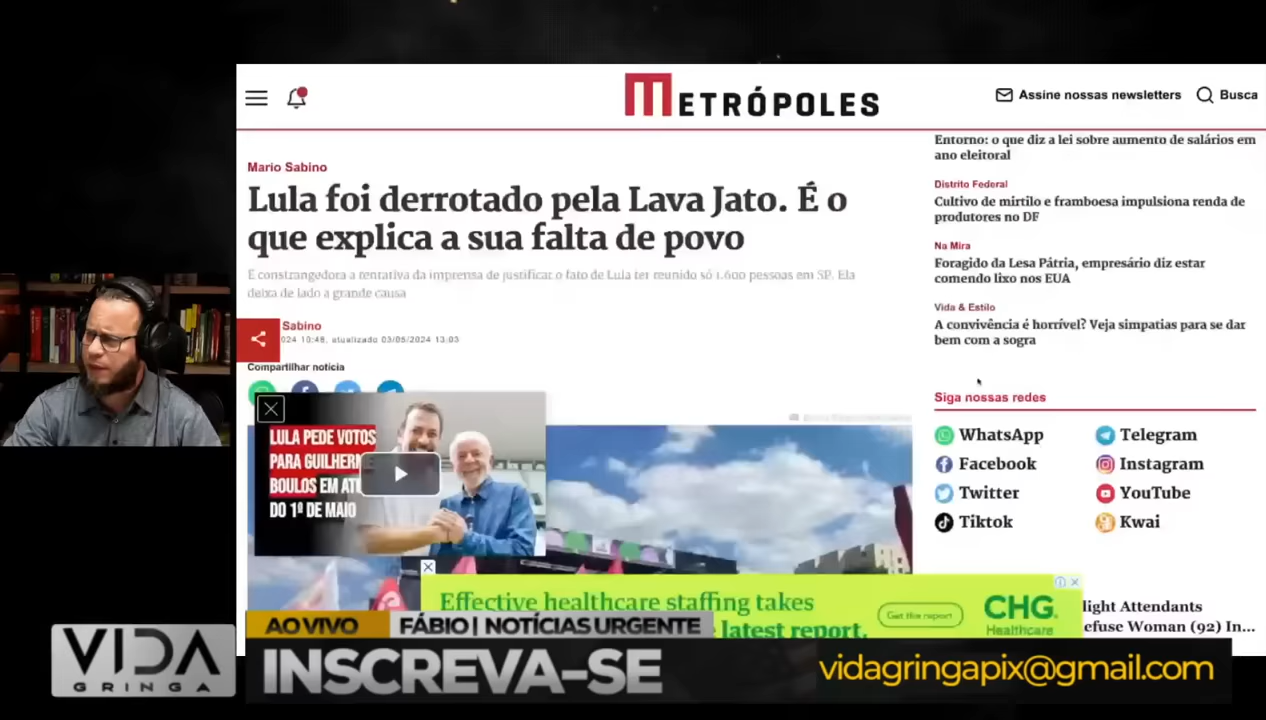 METRÓPOLES
Assine nossas newsletters
Busca
Mario Sabino
Lula foi derrotado pela Lava Jato. É o
que explica a sua falta de povo
É constrangedora a tentativa da imprensa de justificar o fato de Lula ter reunido só 1.600 pessoas em SP. Ela
deixa de lado a grande causa
Sabino
024 10:46, atualizado 03/05/2024 13:03
Compartilhar notícia
LULA PEDE VOTOS
PARA GUILHERM
BOULOS EM AT
DO 1º DE MAIO
Entorno: o que diz a lei sobre aumento de salários em
ano eleitoral
Distrito Federal
Cultivo de mirtilo e framboesa impulsiona renda de
produtores no DF
Na Mira
Foragido da Lesa Pátria, empresário diz estar
comendo lixo nos EUA
Vida & Estilo
A convivência é horrível? Veja simpatias para se dar
bem com a sogra
Siga nossas redes
WhatsApp
Telegram
Facebook
Instagram
Twitter
YouTube
Tiktok
Kwai
Effective healthcare staffing takes
latest report.
Get the report
CHG
Healthcare
light Attendants
efuse Woman (92) In...
AO VIVO
FÁBIO | NOTÍCIAS URGENTE
VIDA
GRINGA
INSCREVA-SE
vidagringapix@gmail.com